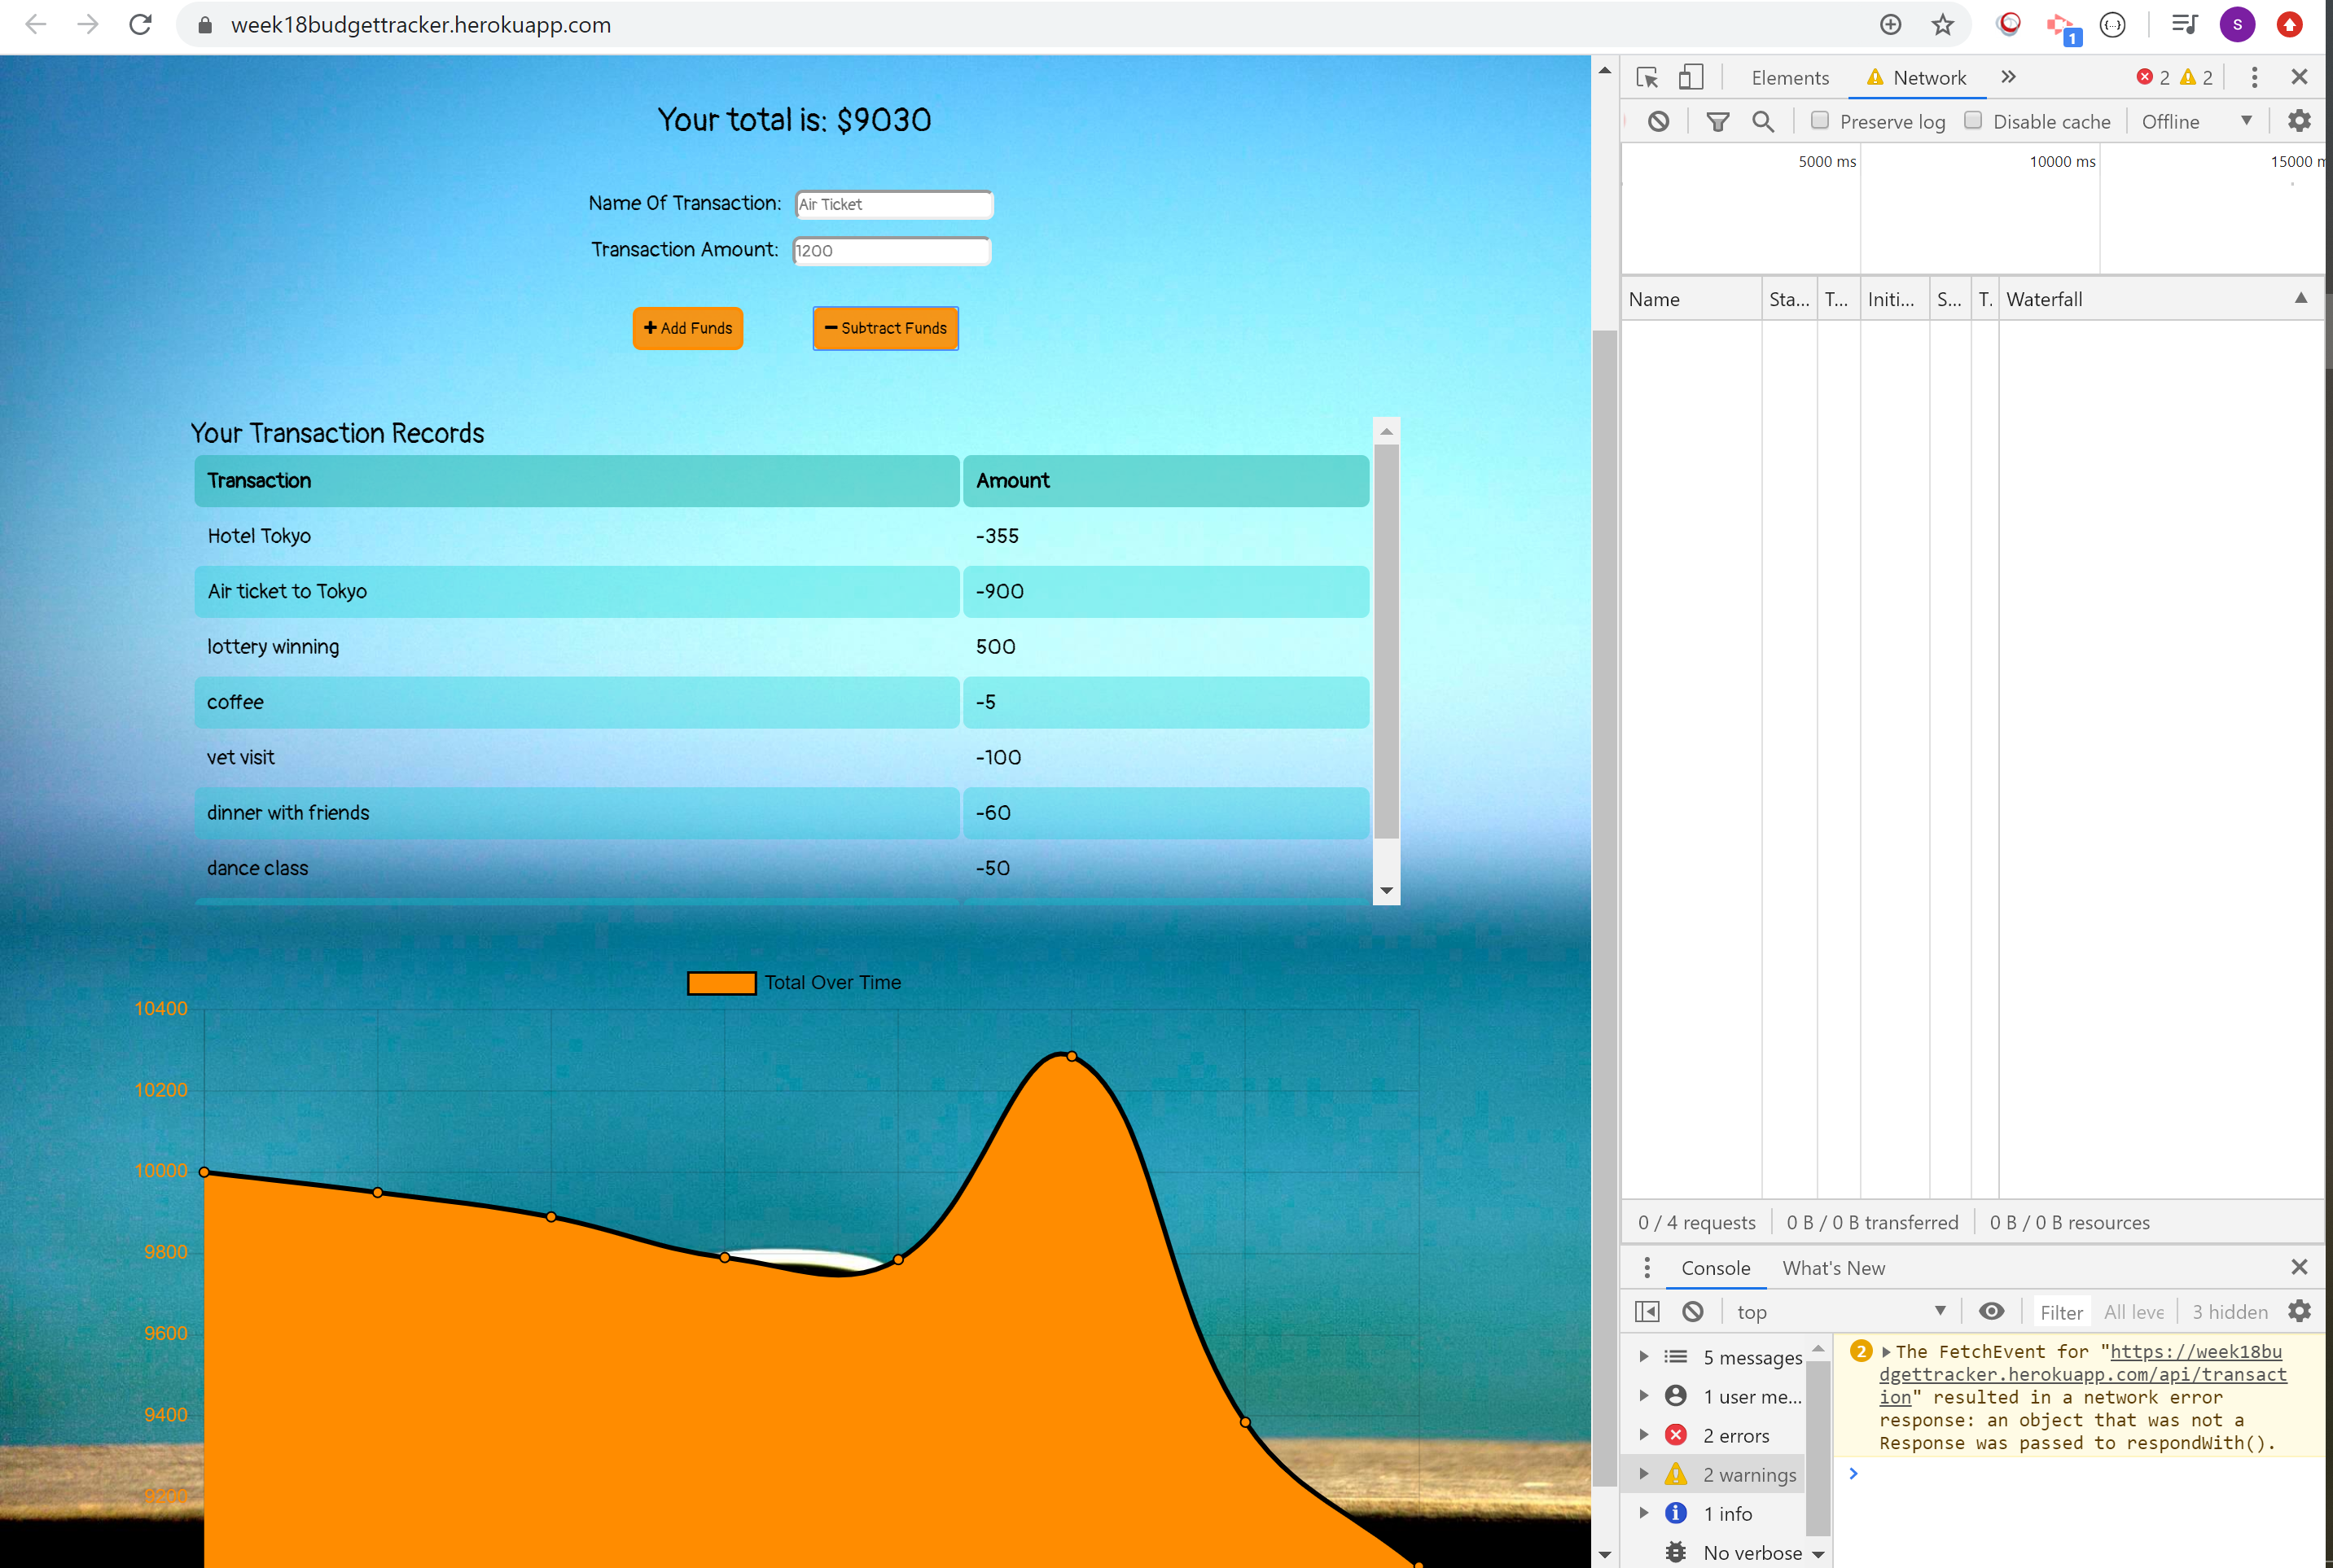 week18budgettracker.herokuapp.com
1
S
Your total is: $9030
Name Of Transaction: Air Ticket
Transaction Amount: 1200
Add Funds
Subtract Funds
Your Transaction Records
Transaction Amount
Hotel Tokyo -355
Air ticket to Tokyo -900
lottery winning 500
coffee -5
vet visit -100
dinner with friends -60
dance class -50
Total Over Time
10400
10200
10000
9800
9600
9400
9200
Elements Network 2 2
Preserve log Disable cache Offline
5000 ms 10000 ms 15000 m
Name Sta... T... Initi... S... T. Waterfall
0 / 4 requests 0 B / 0 B transferred 0 B / 0 B resources
Console What's New
top Filter All leve 3 hidden
5 messages
1 user me...
2 errors
2 warnings
1 info
No verbose
2 The FetchEvent for "https://week18bu
dgettracker.herokuapp.com/api/transact
ion" resulted in a network error
response: an object that was not a
Response was passed to respondWith().